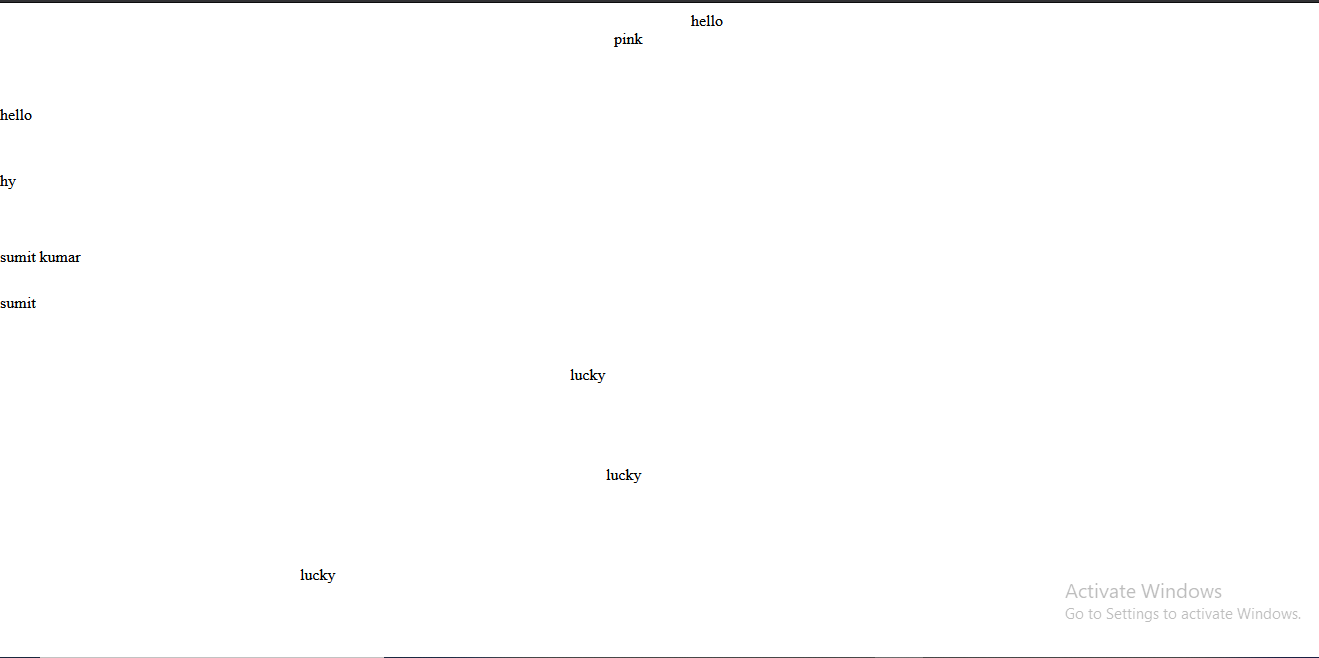 hello
pink
hello
hy
sumit kumar
sumit
lucky
lucky
lucky
Activate Windows
Go to Settings to activate Windows.